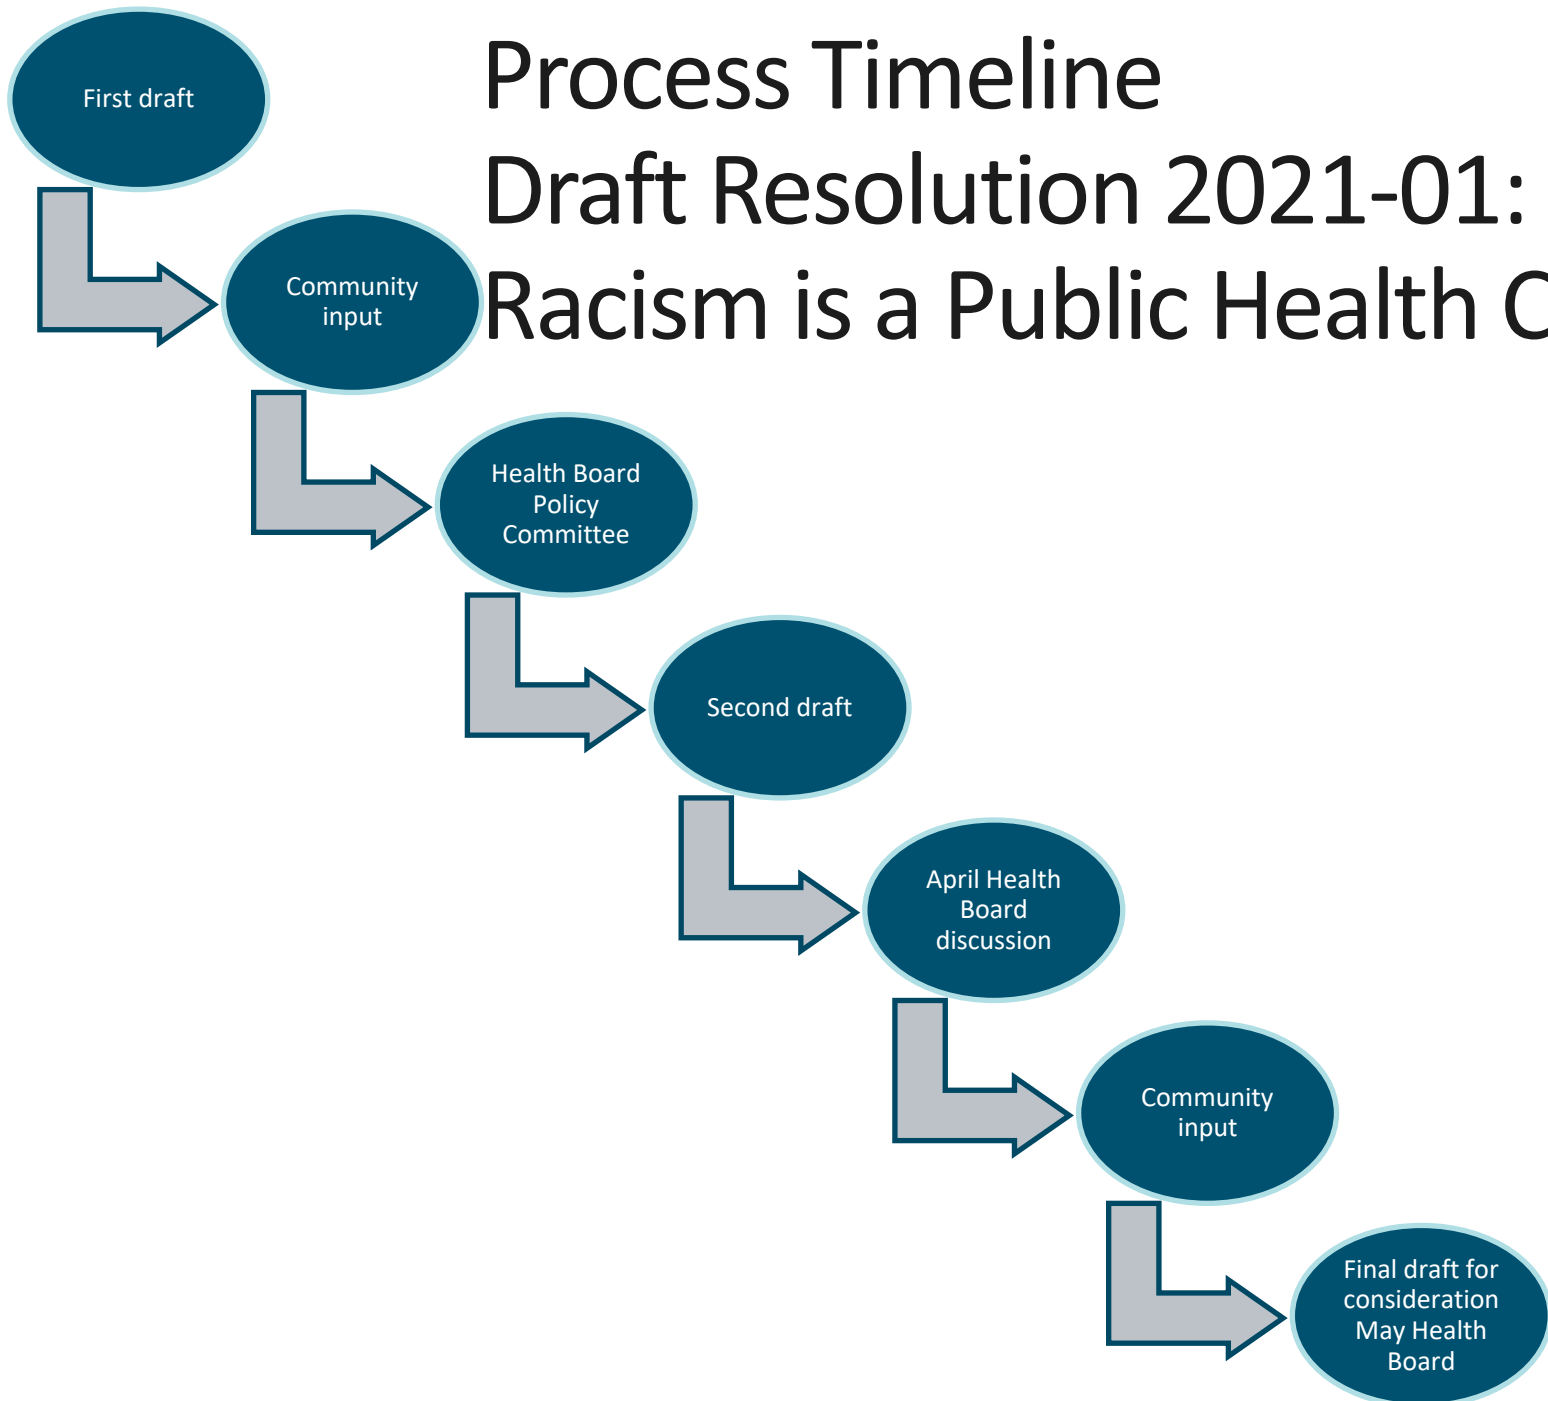 Process Timeline
Draft Resolution 2021-01:
Racism is a Public Health C
First draft
Community
input
Health Board
Policy
Committee
Second draft
April Health
Board
discussion
Community
input
Final draft for
consideration
May Health
Board